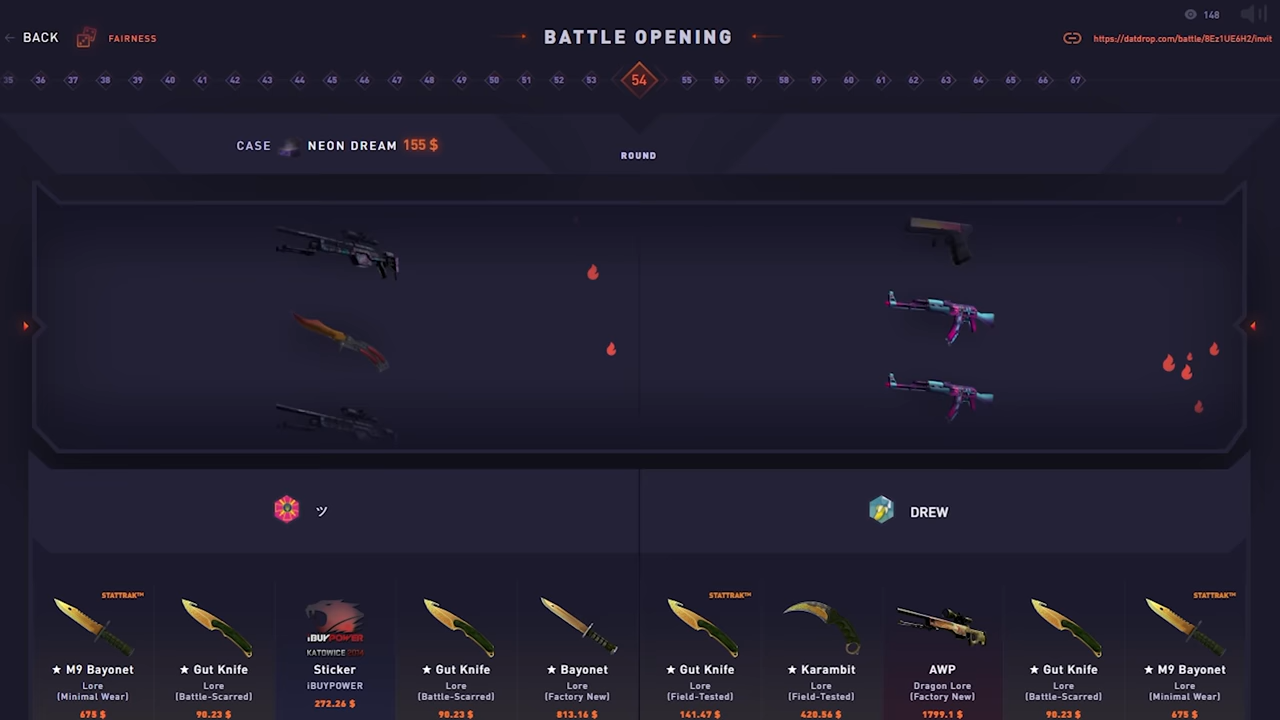 148
BACK
FAIRNESS
BATTLE OPENING
https://datdrop.com/battle/8Ez1UE6H2/invit
35 36 37 38 39 40 41 42 43 44 45 46 47 48 49 50 51 52 53 54 55 56 57 58 59 60 61 62 63 64 65 66 67
CASE NEON DREAM 155 $
ROUND
ツ
DREW
STATTRAK™
★ M9 Bayonet
Lore
(Minimal Wear)
675 $
★ Gut Knife
Lore
(Battle-Scarred)
90.23 $
iBUYPOWER
KATOWICE 2014
Sticker
iBUYPOWER
272.26 $
★ Gut Knife
Lore
(Battle-Scarred)
90.23 $
★ Bayonet
Lore
(Factory New)
813.16 $
STATTRAK™
★ Gut Knife
Lore
(Field-Tested)
141.47 $
★ Karambit
Lore
(Field-Tested)
420.56 $
AWP
Dragon Lore
(Factory New)
1799.1 $
★ Gut Knife
Lore
(Battle-Scarred)
90.23 $
STATTRAK™
★ M9 Bayonet
Lore
(Minimal Wear)
675 $